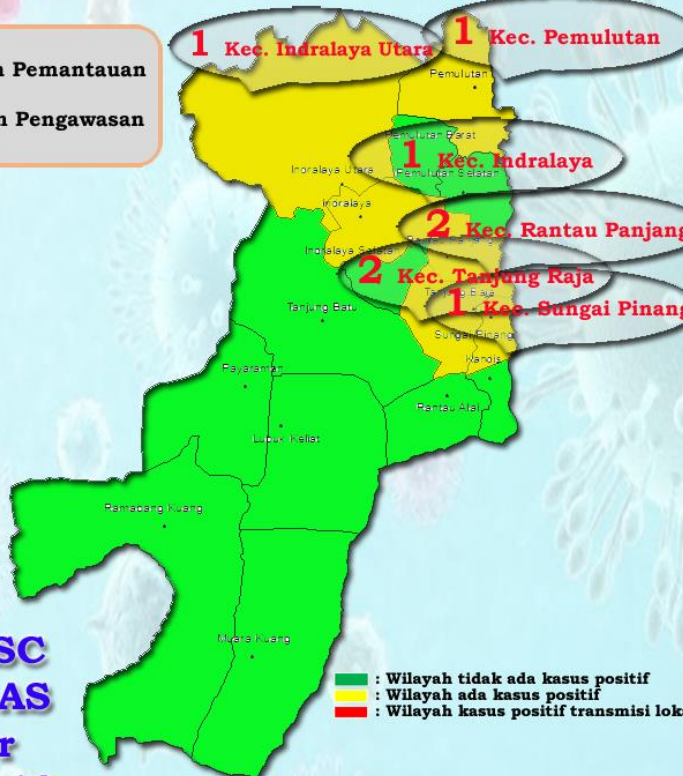 1 Kec. Indralaya Utara
1 Kec. Pemulutan
Pemantauan
Pengawasan
Pemulutan
Pemulutan Barat
1 Kec. Indralaya
Pemulutan Selatan
Indralaya Utara
Indralaya
2 Kec. Rantau Panjang
Indralaya Selatan
2 Kec. Tanjung Raja
Tanjung Raja
1 Kec. Sungai Pinang
Tanjung Batu
Sungai Pinang
Kandis
Payaraman
Rantau Alai
Lubuk Keliat
Rambang Kuang
Muara Kuang
SC
AS
r
: Wilayah tidak ada kasus positif
: Wilayah ada kasus positif
: Wilayah kasus positif transmisi lok